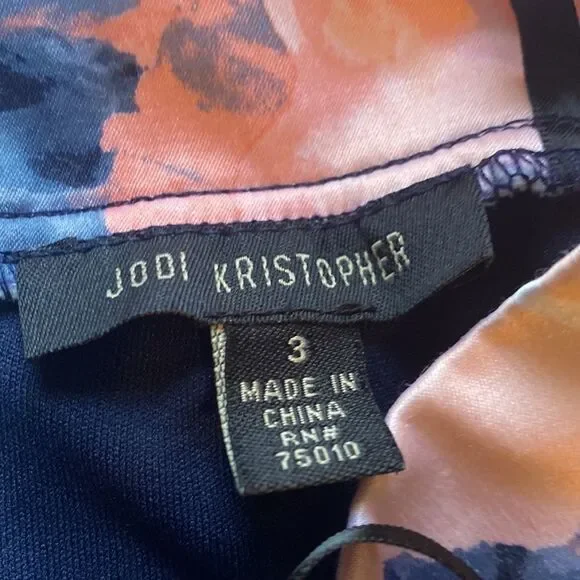 JODI KRISTOPHER
3
MADE IN
CHINA
RN#
75010